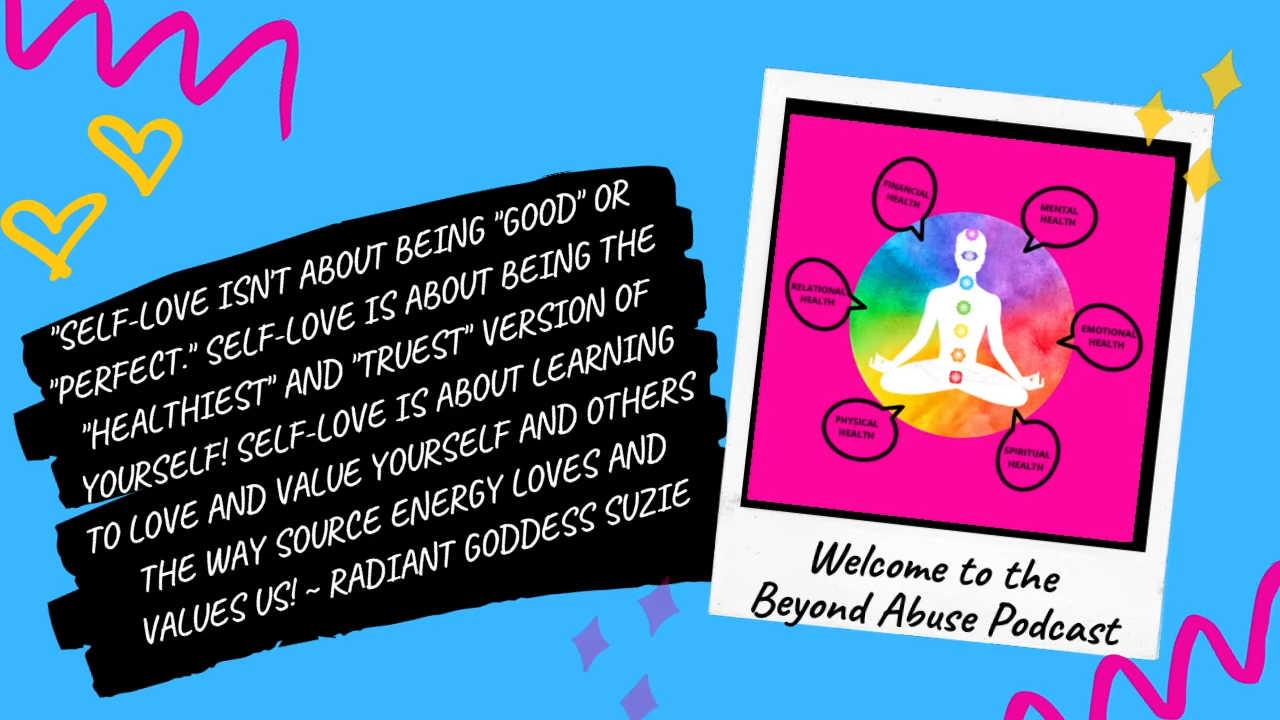 "SELF-LOVE ISN'T ABOUT BEING "GOOD" OR
"PERFECT." SELF-LOVE IS ABOUT BEING THE
"HEALTHIEST" AND "TRUEST" VERSION OF
YOURSELF! SELF-LOVE IS ABOUT LEARNING
TO LOVE AND VALUE YOURSELF AND OTHERS
THE WAY SOURCE ENERGY LOVES AND
VALUES US! ~ RADIANT GODDESS SUZIE
FINANCIAL
HEALTH
MENTAL
HEALTH
RELATIONAL
HEALTH
EMOTIONAL
HEALTH
PHYSICAL
HEALTH
SPIRITUAL
HEALTH
Welcome to the
Beyond Abuse Podcast